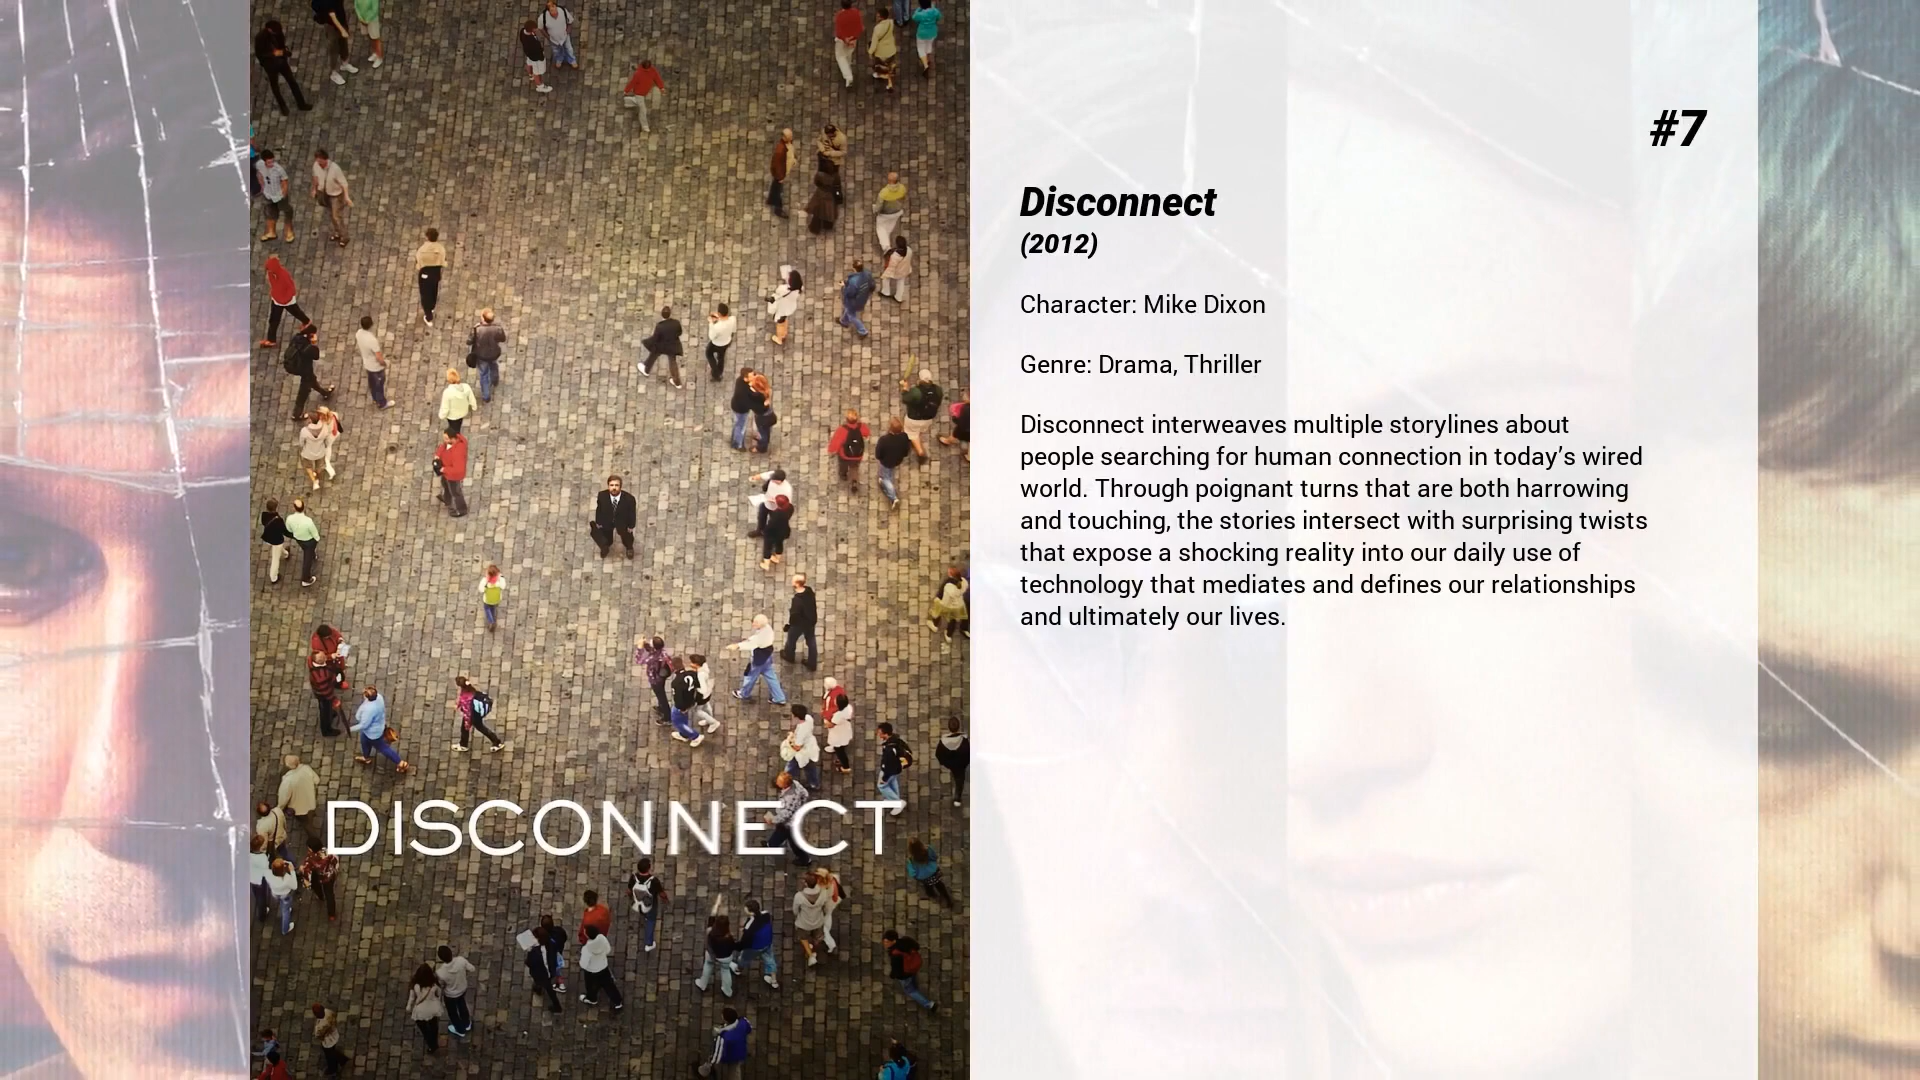 DISCONNECT
#7
Disconnect
(2012)
Character: Mike Dixon
Genre: Drama, Thriller
Disconnect interweaves multiple storylines about
people searching for human connection in today’s wired
world. Through poignant turns that are both harrowing
and touching, the stories intersect with surprising twists
that expose a shocking reality into our daily use of
technology that mediates and defines our relationships
and ultimately our lives.